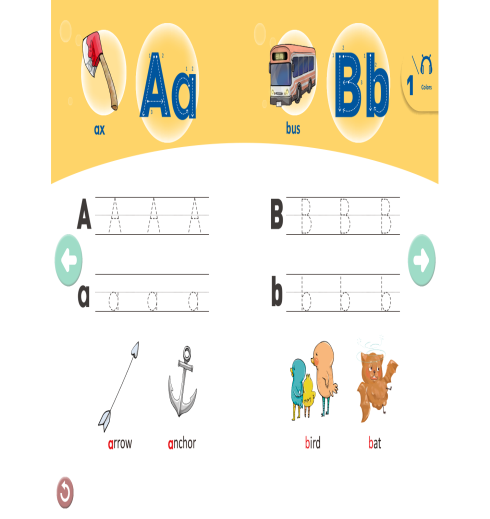 Aa
Bb
1
Colors
ax
bus
A A A A
B B B B
a a a a
b b b b
arrow
anchor
bird
bat